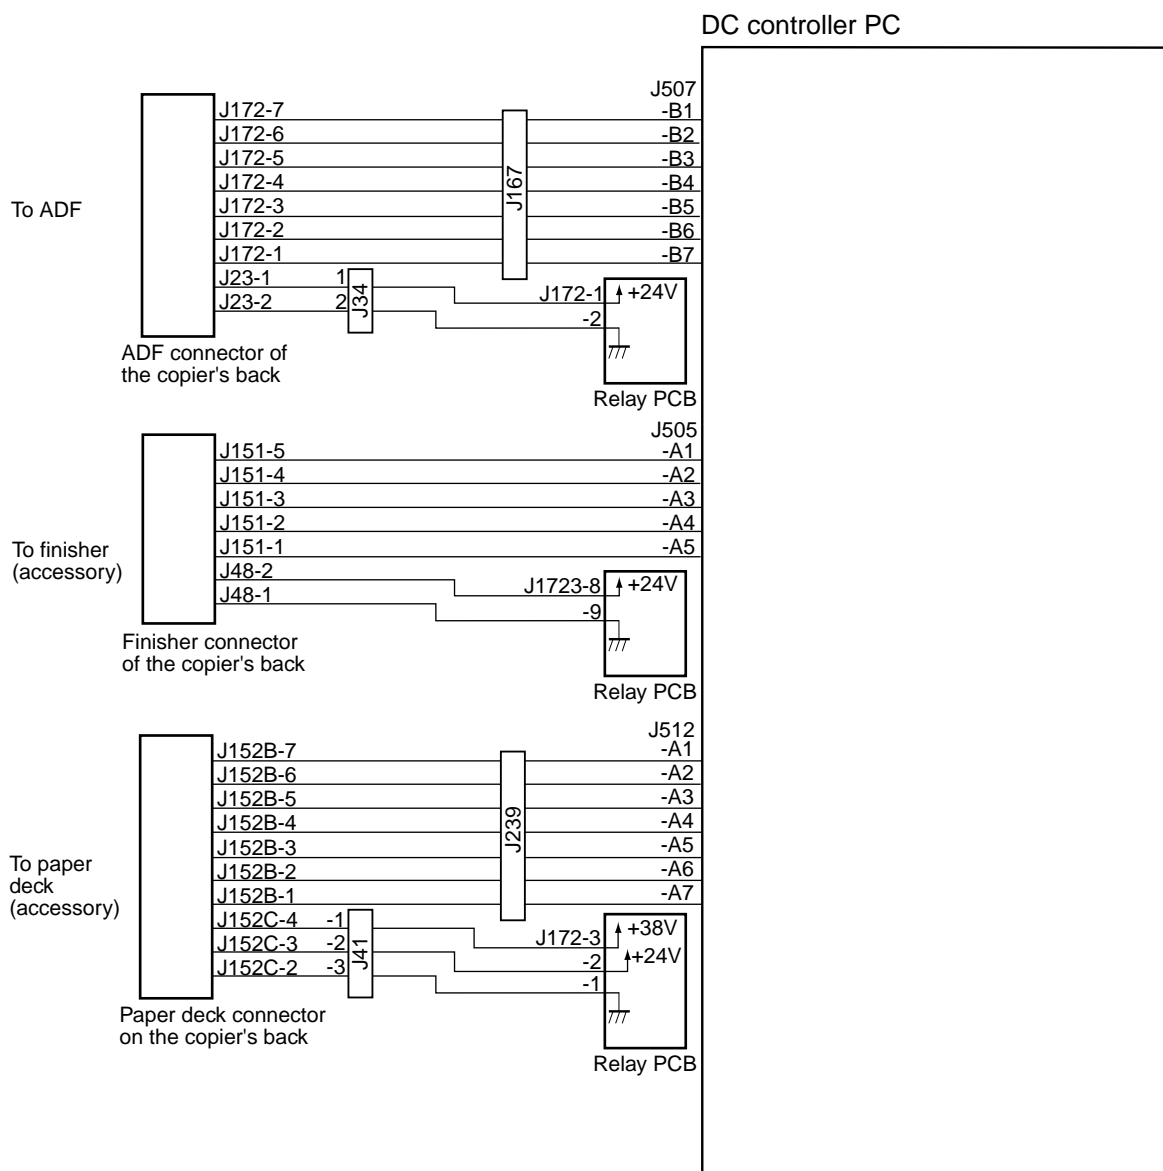 DC controller PC
J507
J172-7
-B1
J172-6
-B2
J172-5
-B3
J172-4
-B4
J172-3
-B5
J172-2
-B6
J172-1
-B7
J167
To ADF
J23-1
1
J23-2
2
J34
J172-1
+24V
-2
ADF connector of
the copier's back
Relay PCB
J505
J151-5
-A1
J151-4
-A2
J151-3
-A3
J151-2
-A4
J151-1
-A5
To finisher
(accessory)
J48-2
J48-1
J1723-8
+24V
-9
Finisher connector
of the copier's back
Relay PCB
J512
J152B-7
-A1
J152B-6
-A2
J152B-5
-A3
J152B-4
-A4
J152B-3
-A5
J152B-2
-A6
J152B-1
-A7
J239
To paper
deck
(accessory)
J152C-4
-1
J152C-3
-2
J152C-2
-3
J41
J172-3
+38V
-2
+24V
-1
Paper deck connector
on the copier's back
Relay PCB